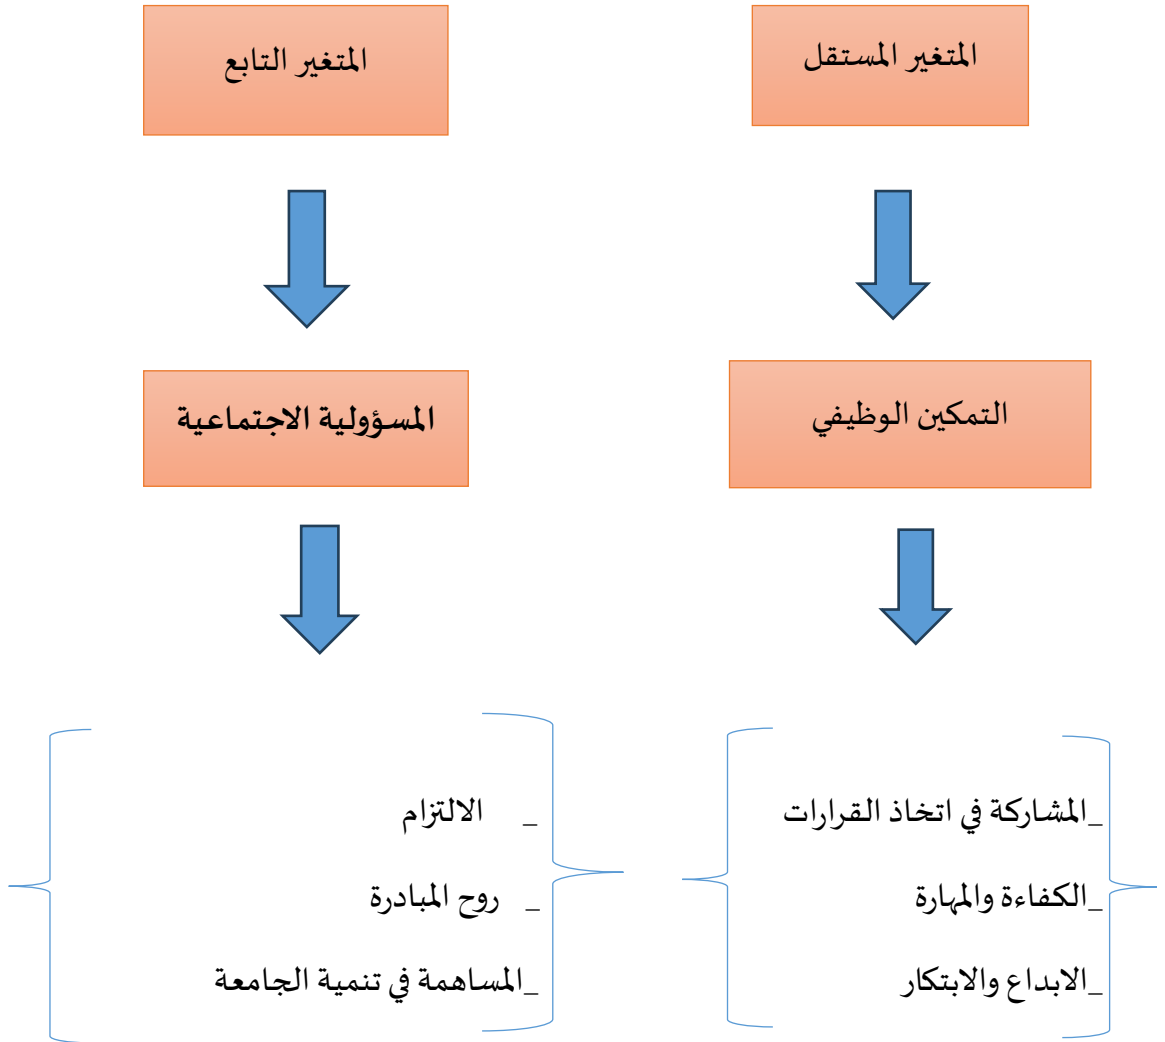 المتغير المستقل
المتغير التابع
التمكين الوظيفي
المسؤولية الاجتماعية
_المشاركة في اتخاذ القرارات
_الكفاءة والمهارة
_الابداع والابتكار
_ الالتزام
_ روح المبادرة
_المساهمة في تنمية الجامعة